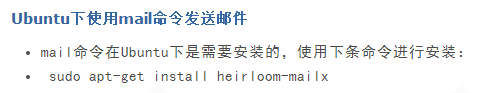 Ubuntu下使用mail命令发送邮件
mail命令在Ubuntu下是需要安装的，使用下条命令进行安装：
sudo apt-get install heirloom-mailx